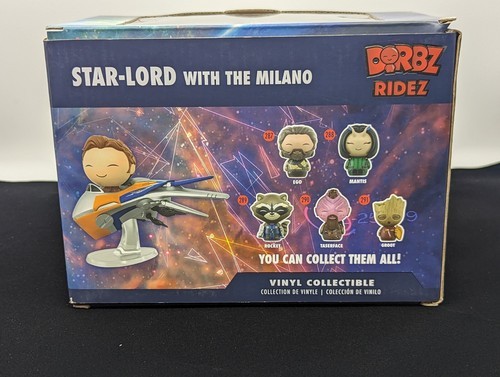 STAR-LORD WITH THE MILANO
DORBZ
RIDEZ
EGO
MANTIS
ROCKET
TASERFACE
GROOT
YOU CAN COLLECT THEM ALL!
VINYL COLLECTIBLE
COLLECTION DE VINYLE | COLECCIÓN DE VINILO